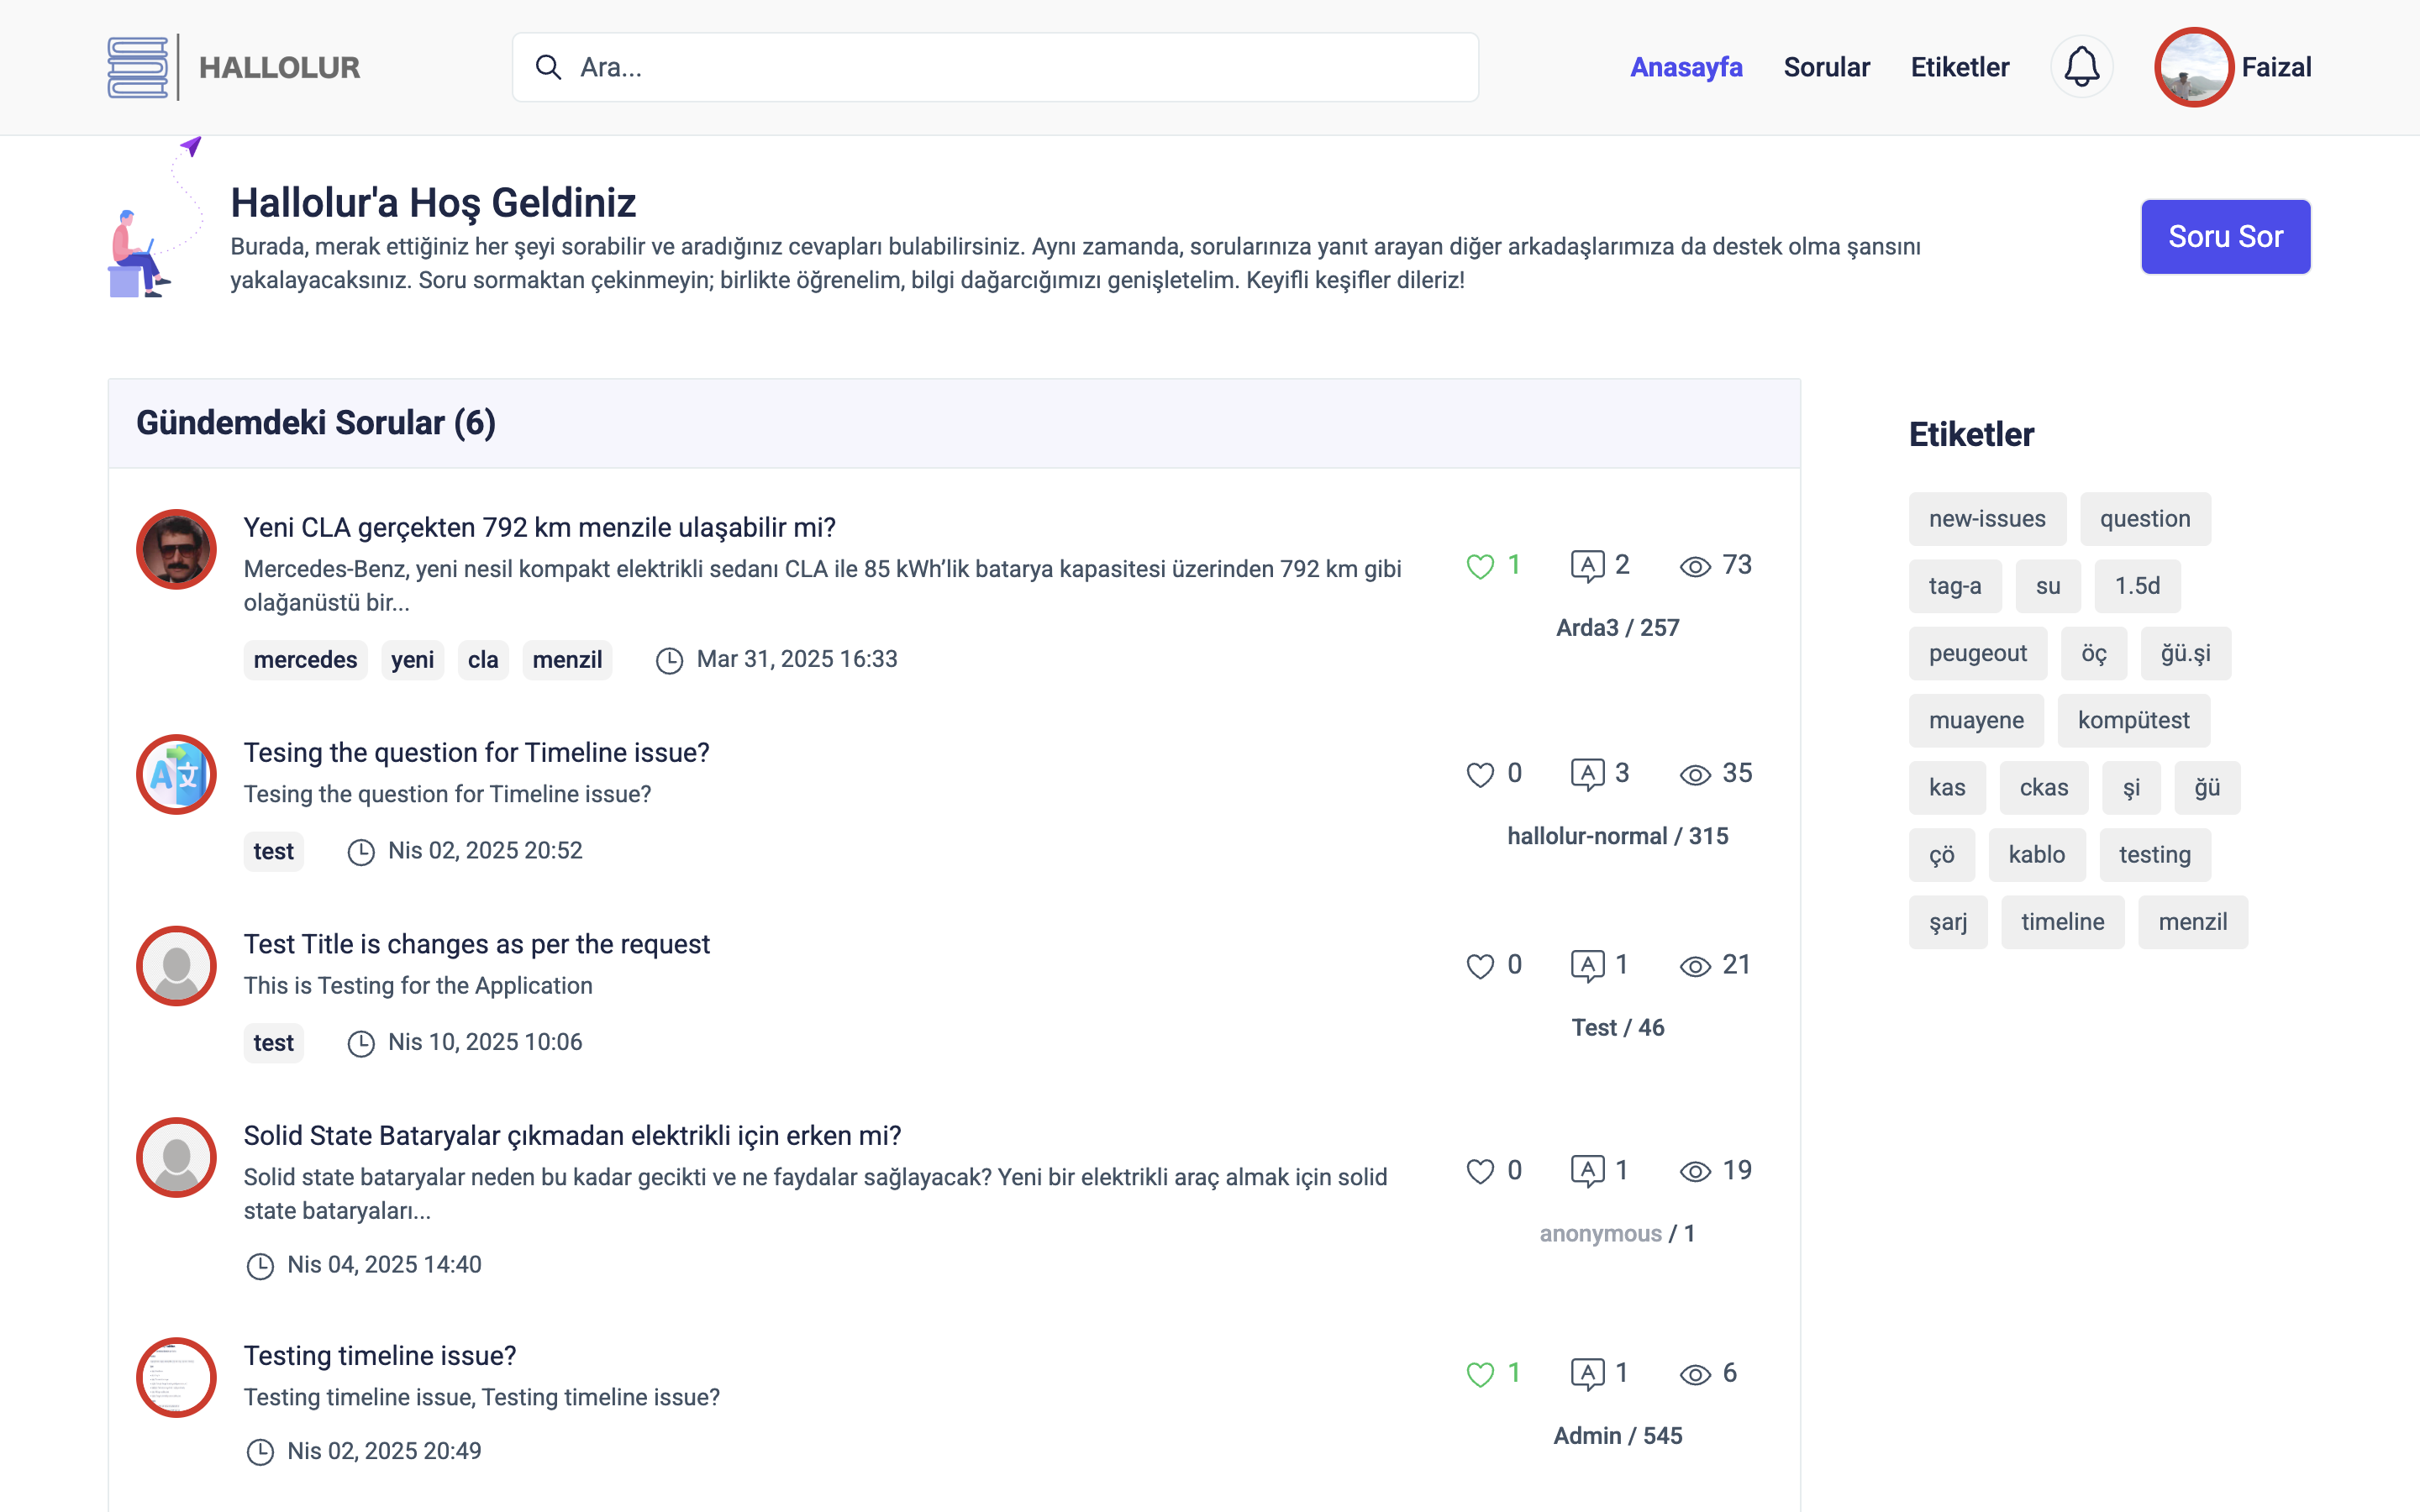 HALLOLUR
Ara...
Anasayfa
Sorular
Etiketler
Faizal
Hallolur'a Hoş Geldiniz
Burada, merak ettiğiniz her şeyi sorabilir ve aradığınız cevapları bulabilirsiniz. Aynı zamanda, sorularınıza yanıt arayan diğer arkadaşlarımıza da destek olma şansını
yakalayacaksınız. Soru sormaktan çekinmeyin; birlikte öğrenelim, bilgi dağarcığımızı genişletelim. Keyifli keşifler dileriz!
Soru Sor
Gündemdeki Sorular (6)
Yeni CLA gerçekten 792 km menzile ulaşabilir mi?
Mercedes-Benz, yeni nesil kompakt elektrikli sedanı CLA ile 85 kWh’lik batarya kapasitesi üzerinden 792 km gibi
olağanüstü bir...
mercedes yeni cla menzil Mar 31, 2025 16:33
1 A 2 73
Arda3 / 257
Tesing the question for Timeline issue?
Tesing the question for Timeline issue?
test Nis 02, 2025 20:52
0 A 3 35
hallolur-normal / 315
Test Title is changes as per the request
This is Testing for the Application
test Nis 10, 2025 10:06
0 A 1 21
Test / 46
Solid State Bataryalar çıkmadan elektrikli için erken mi?
Solid state bataryalar neden bu kadar gecikti ve ne faydalar sağlayacak? Yeni bir elektrikli araç almak için solid
state bataryaları...
Nis 04, 2025 14:40
0 A 1 19
anonymous / 1
Testing timeline issue?
Testing timeline issue, Testing timeline issue?
Nis 02, 2025 20:49
1 A 1 6
Admin / 545
Etiketler
new-issues question
tag-a su 1.5d
peugeout öç ğü.şi
muayene kompütest
kas ckas şi ğü
çö kablo testing
şarj timeline menzil